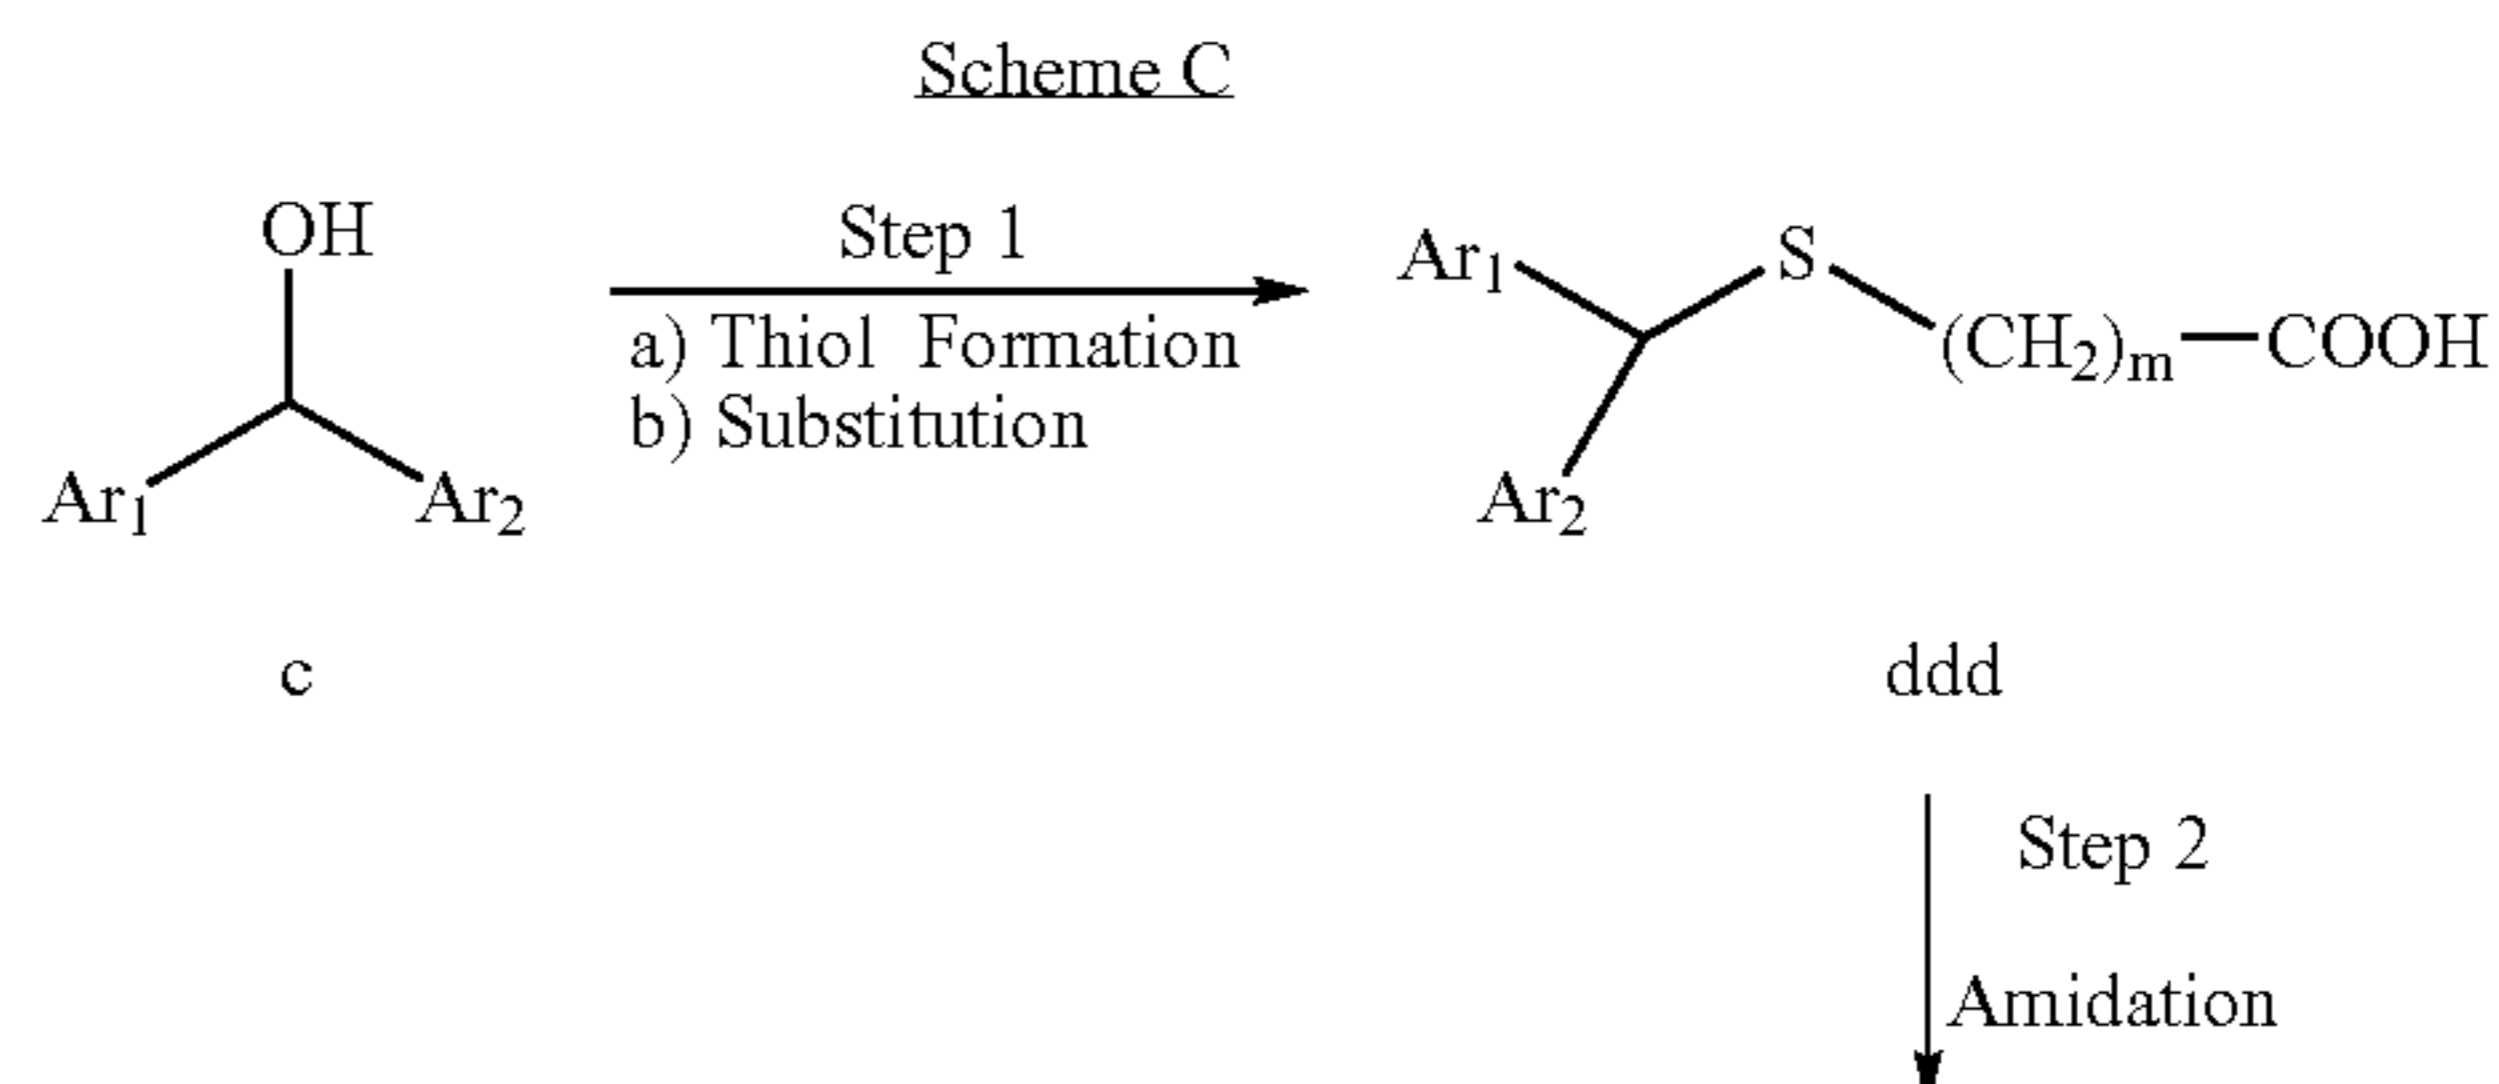 Scheme C
OH
Ar1
Ar2
c
Step 1
a) Thiol Formation
b) Substitution
Ar1
S
(CH2)m—COOH
Ar2
ddd
Step 2
Amidation